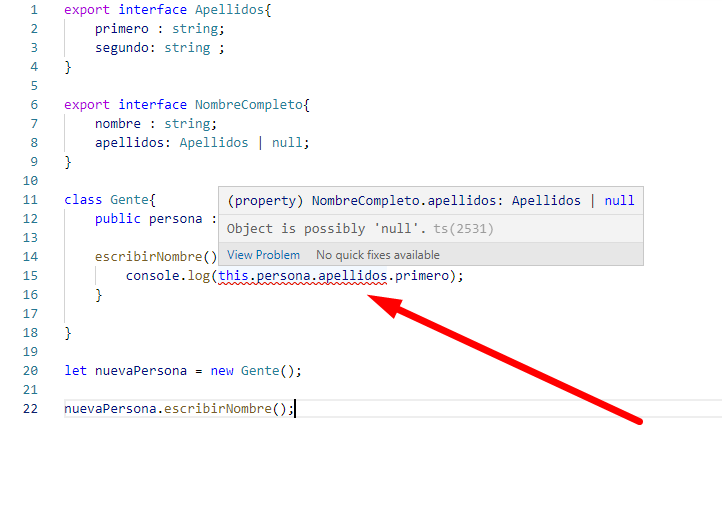 1 export interface Apellidos{
2 primero : string;
3 segundo: string ;
4 }
5
6 export interface NombreCompleto{
7 nombre : string;
8 apellidos: Apellidos | null;
9 }
10
11 class Gente{
(property) NombreCompleto.apellidos: Apellidos | null
12 public persona :
Object is possibly 'null'. ts(2531)
13
14 escribirNombre()
View Problem No quick fixes available
15 console.log(this.persona.apellidos.primero);
16 }
17
18 }
19
20 let nuevaPersona = new Gente();
21
22 nuevaPersona.escribirNombre();